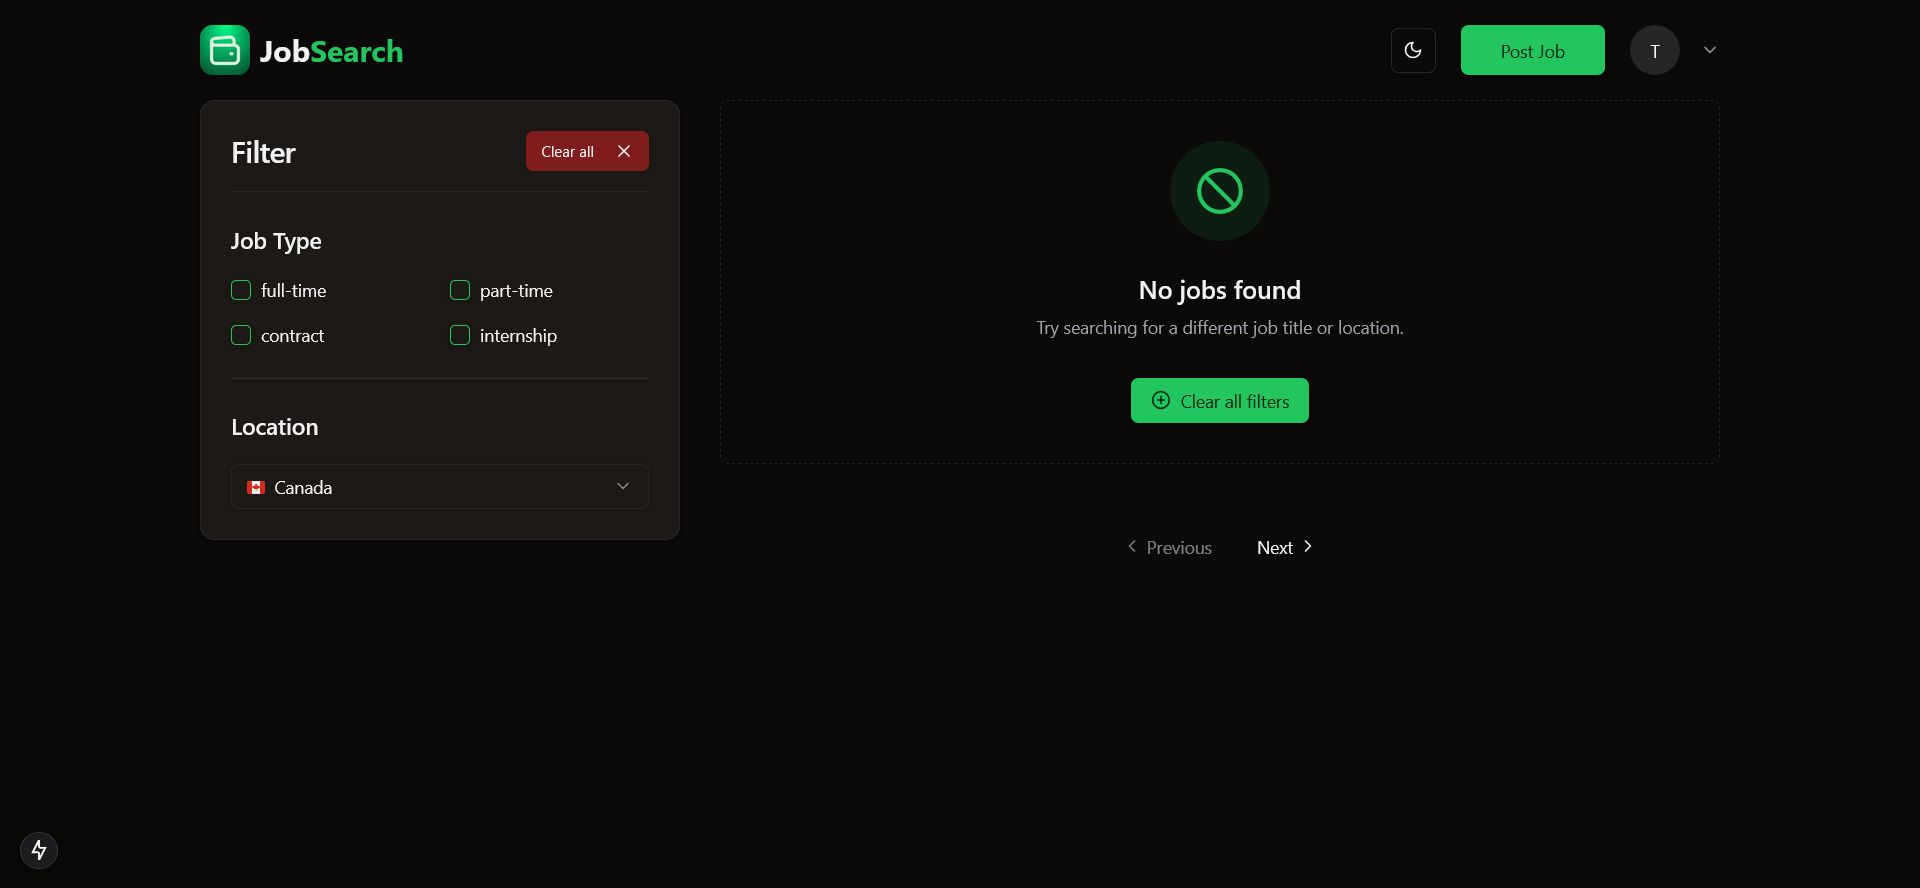 JobSearch
Post Job
T
Filter
Clear all
Job Type
full-time
part-time
contract
internship
Location
Canada
No jobs found
Try searching for a different job title or location.
Clear all filters
Previous
Next